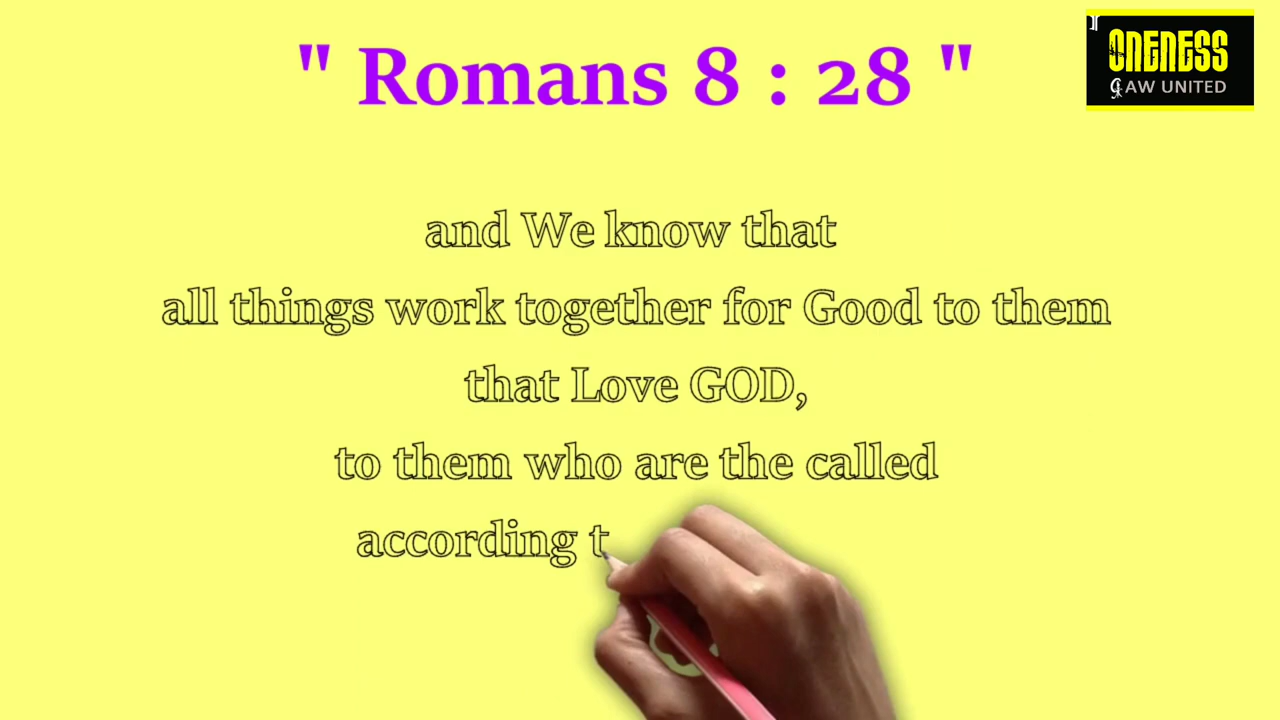 " Romans 8 : 28 "
ONENESS
AW UNITED
and We know that
all things work together for Good to them
that Love GOD,
to them who are the called
according t